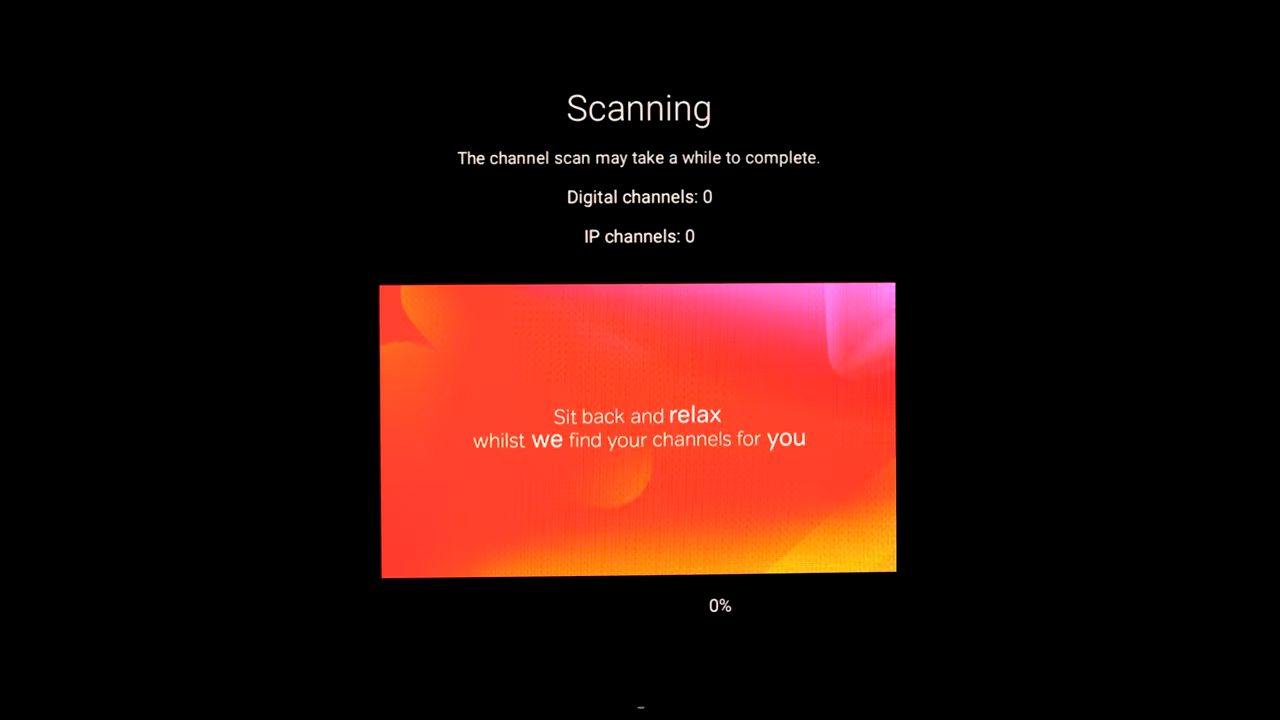 Scanning
The channel scan may take a while to complete.
Digital channels: 0
IP channels: 0
Sit back and relax
whilst we find your channels for you
0%